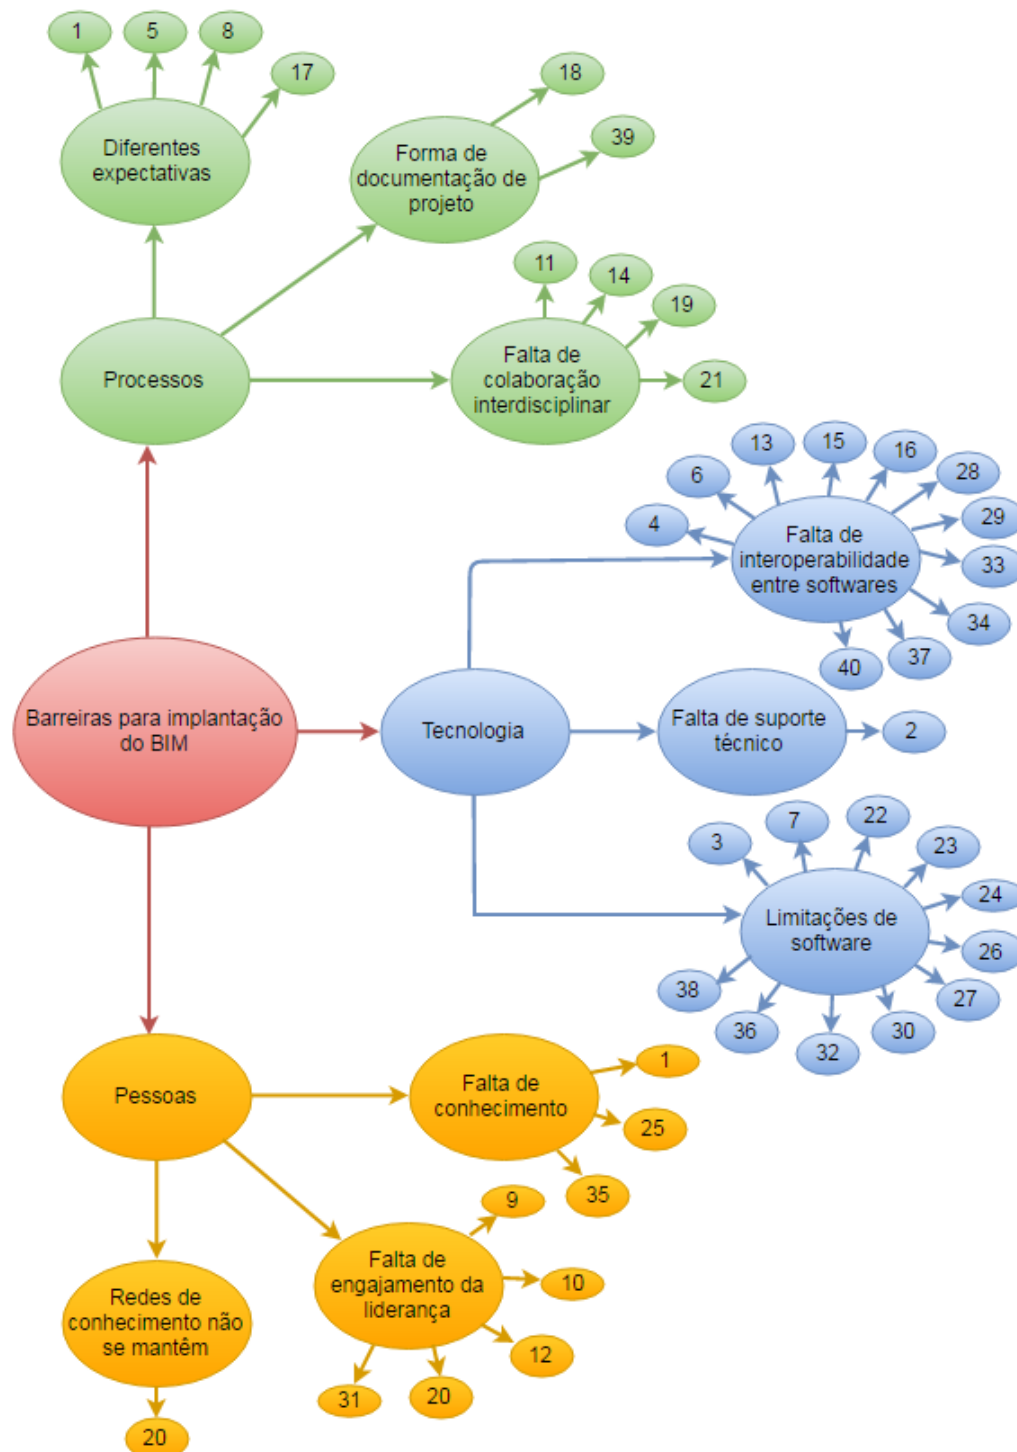 1
5
8
17
Diferentes
expectativas
18
39
Forma de
documentação de
projeto
11
14
19
21
Falta de
colaboração
interdisciplinar
Processos
4
6
13
15
16
28
29
33
34
37
40
Falta de
interoperabilidade
entre softwares
Barreiras para implantação
do BIM
Tecnologia
Falta de suporte
técnico
2
3
7
22
23
24
26
27
30
32
36
38
Limitações de
software
Pessoas
Falta de
conhecimento
1
25
35
9
10
12
20
31
Falta de
engajamento da
liderança
Redes de
conhecimento não
se mantêm
20